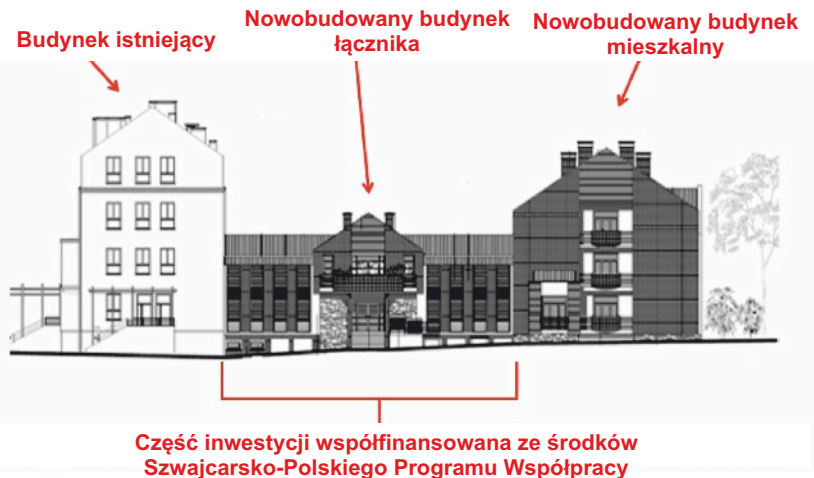 Budynek istniejący
Nowobudowany budynek
łącznika
Nowobudowany budynek
mieszkalny
Część inwestycji współfinansowana ze środków
Szwajcarsko-Polskiego Programu Współpracy